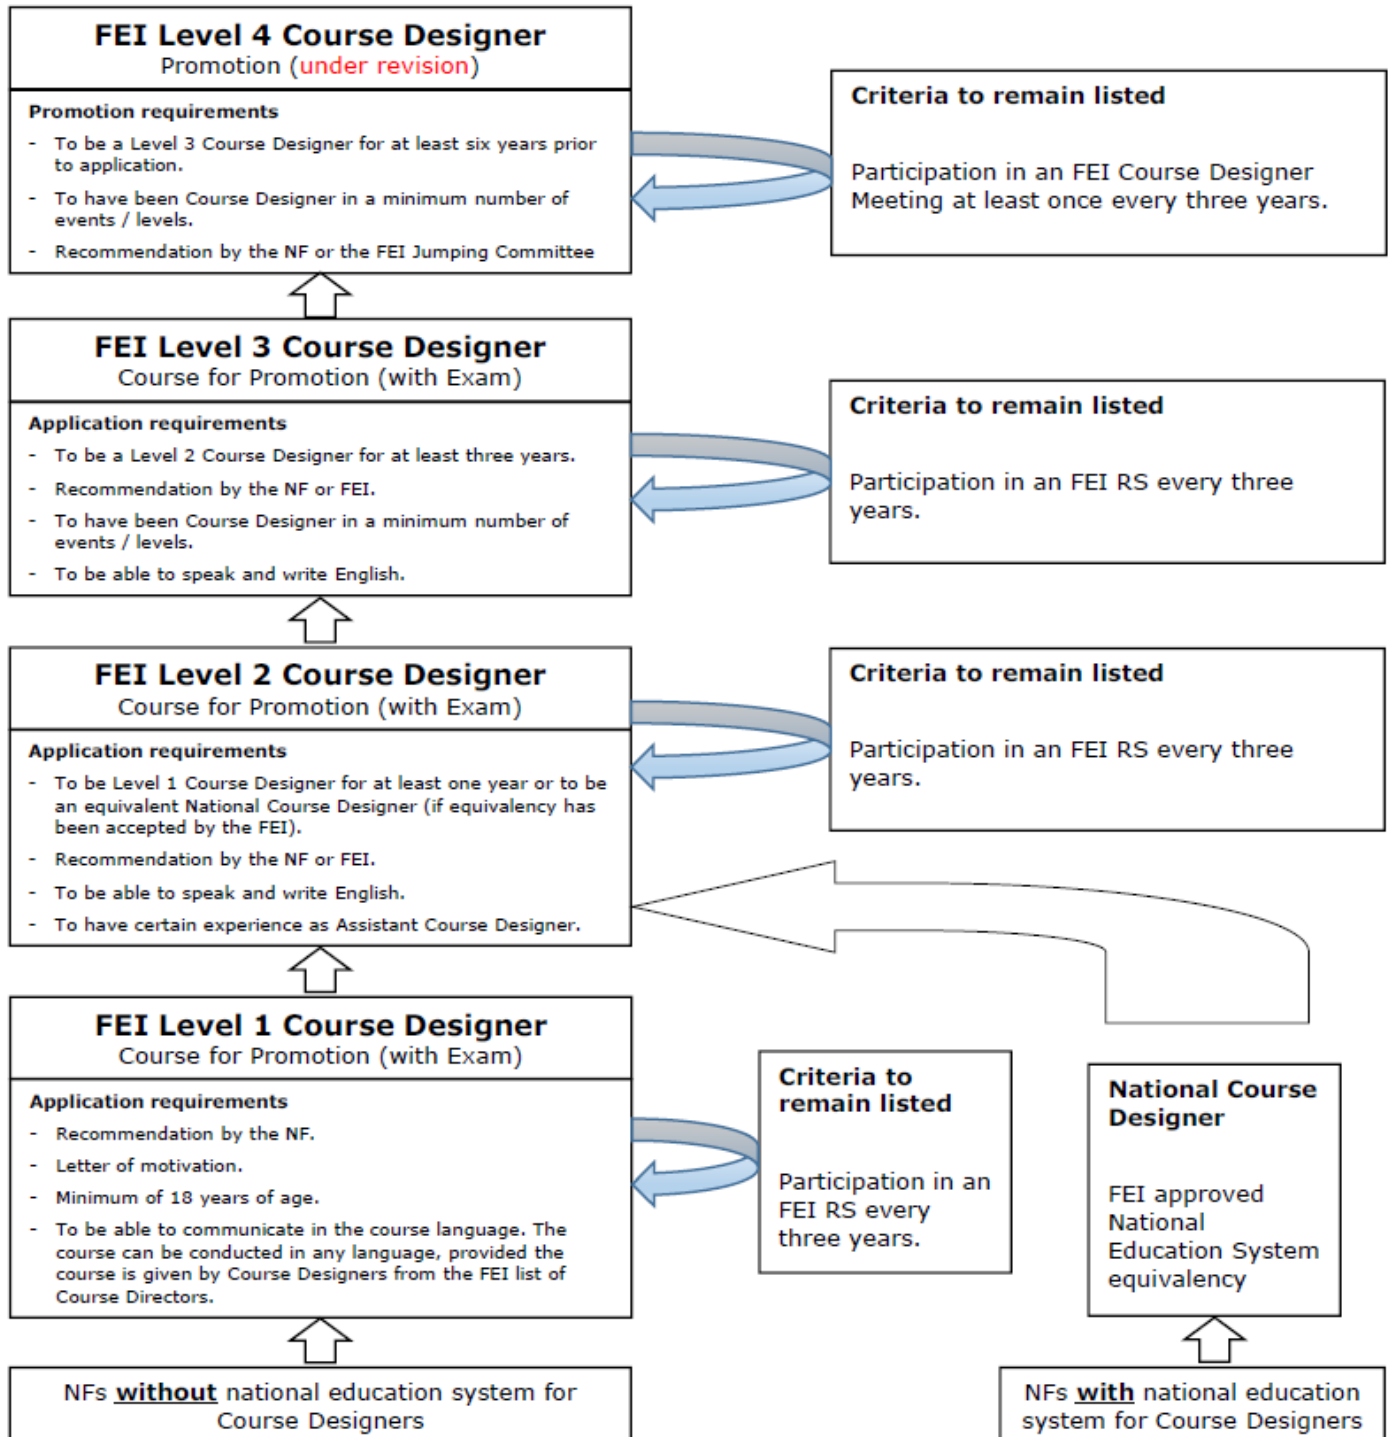 FEI Level 4 Course Designer
Promotion (under revision)
Promotion requirements
- To be a Level 3 Course Designer for at least six years prior
to application.
- To have been Course Designer in a minimum number of
events / levels.
- Recommendation by the NF or the FEI Jumping Committee
Criteria to remain listed
Participation in an FEI Course Designer
Meeting at least once every three years.
FEI Level 3 Course Designer
Course for Promotion (with Exam)
Application requirements
- To be a Level 2 Course Designer for at least three years.
- Recommendation by the NF or FEI.
- To have been Course Designer in a minimum number of
events / levels.
- To be able to speak and write English.
Criteria to remain listed
Participation in an FEI RS every three
years.
FEI Level 2 Course Designer
Course for Promotion (with Exam)
Application requirements
- To be Level 1 Course Designer for at least one year or to be
an equivalent National Course Designer (if equivalency has
been accepted by the FEI).
- Recommendation by the NF or FEI.
- To be able to speak and write English.
- To have certain experience as Assistant Course Designer.
Criteria to remain listed
Participation in an FEI RS every three
years.
FEI Level 1 Course Designer
Course for Promotion (with Exam)
Application requirements
- Recommendation by the NF.
- Letter of motivation.
- Minimum of 18 years of age.
- To be able to communicate in the course language. The
course can be conducted in any language, provided the
course is given by Course Designers from the FEI list of
Course Directors.
Criteria to
remain listed
Participation in an
FEI RS every
three years.
National Course
Designer
FEI approved
National
Education System
equivalency
NFs without national education system for
Course Designers
NFs with national education
system for Course Designers